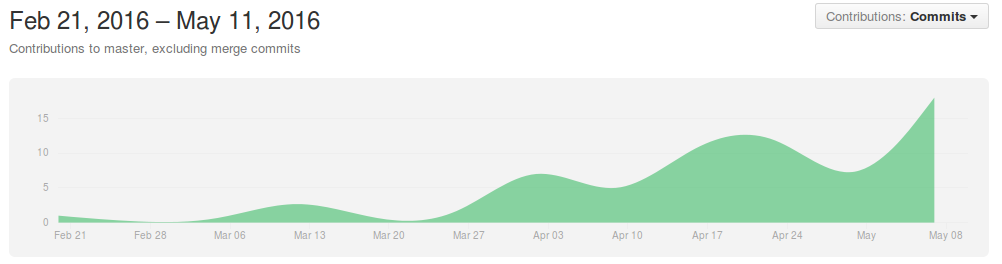 Feb 21, 2016 – May 11, 2016
Contributions: Commits
Contributions to master, excluding merge commits
15
10
5
0
Feb 21 Feb 28 Mar 06 Mar 13 Mar 20 Mar 27 Apr 03 Apr 10 Apr 17 Apr 24 May May 08